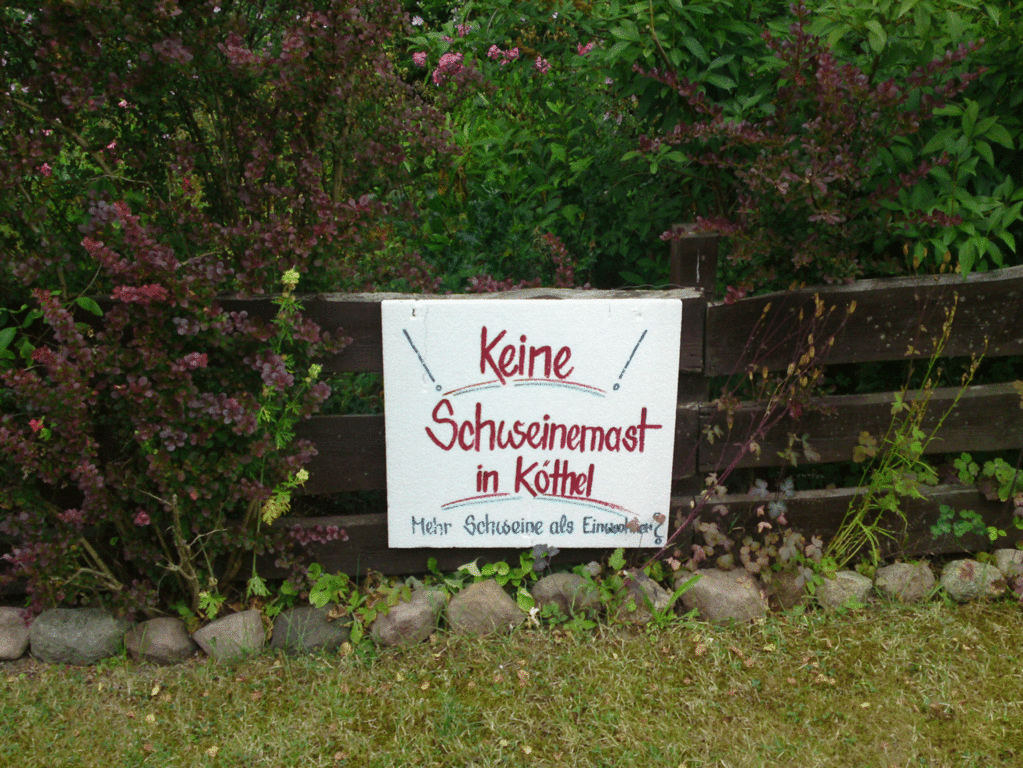 ! Keine !
Schweinemast
in Köthel
Mehr Schweine als Einwohner?